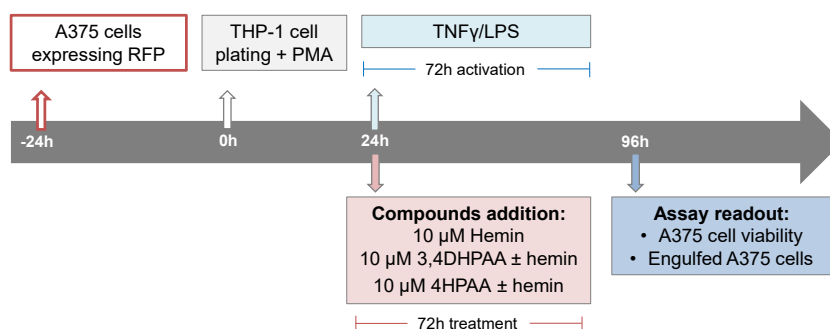 A375 cells
expressing RFP
THP-1 cell
plating + PMA
TNFγ/LPS
72h activation
-24h
0h
24h
96h
Compounds addition:
10 µM Hemin
10 µM 3,4DHPAA ± hemin
10 µM 4HPAA ± hemin
Assay readout:
• A375 cell viability
• Engulfed A375 cells
72h treatment